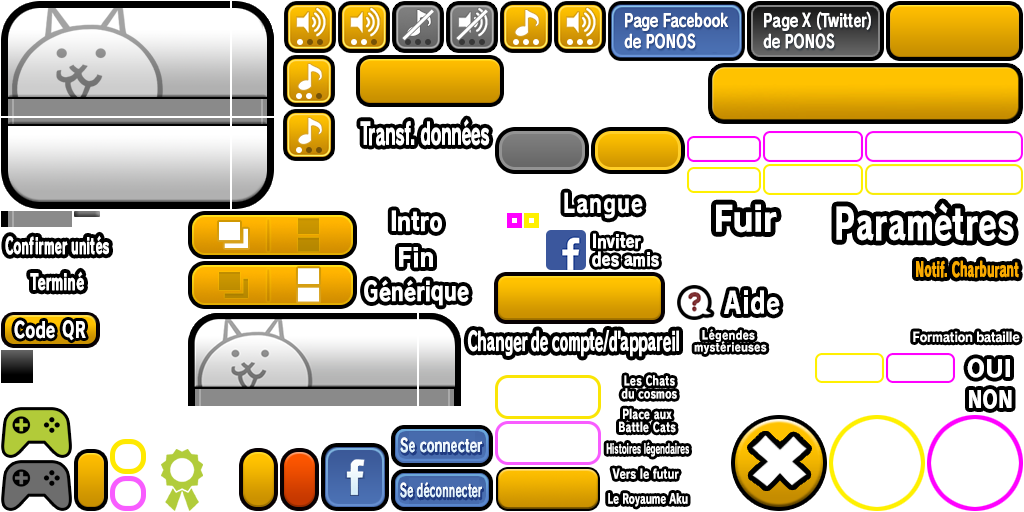 Page Facebook
de PONOS
Page X (Twitter)
de PONOS
Transf. données
Langue
Intro
Fuir
Paramètres
Confirmer unités
Inviter
des amis
Fin
Notif. Charburant
Terminé
Générique
Aide
Code QR
Changer de compte/d'appareil
Légendes
mystérieuses
Formation bataille
OUI
NON
Les Chats
du cosmos
Place aux
Battle Cats
Se connecter
Histoires légendaires
Vers le futur
Se déconnecter
Le Royaume Aku